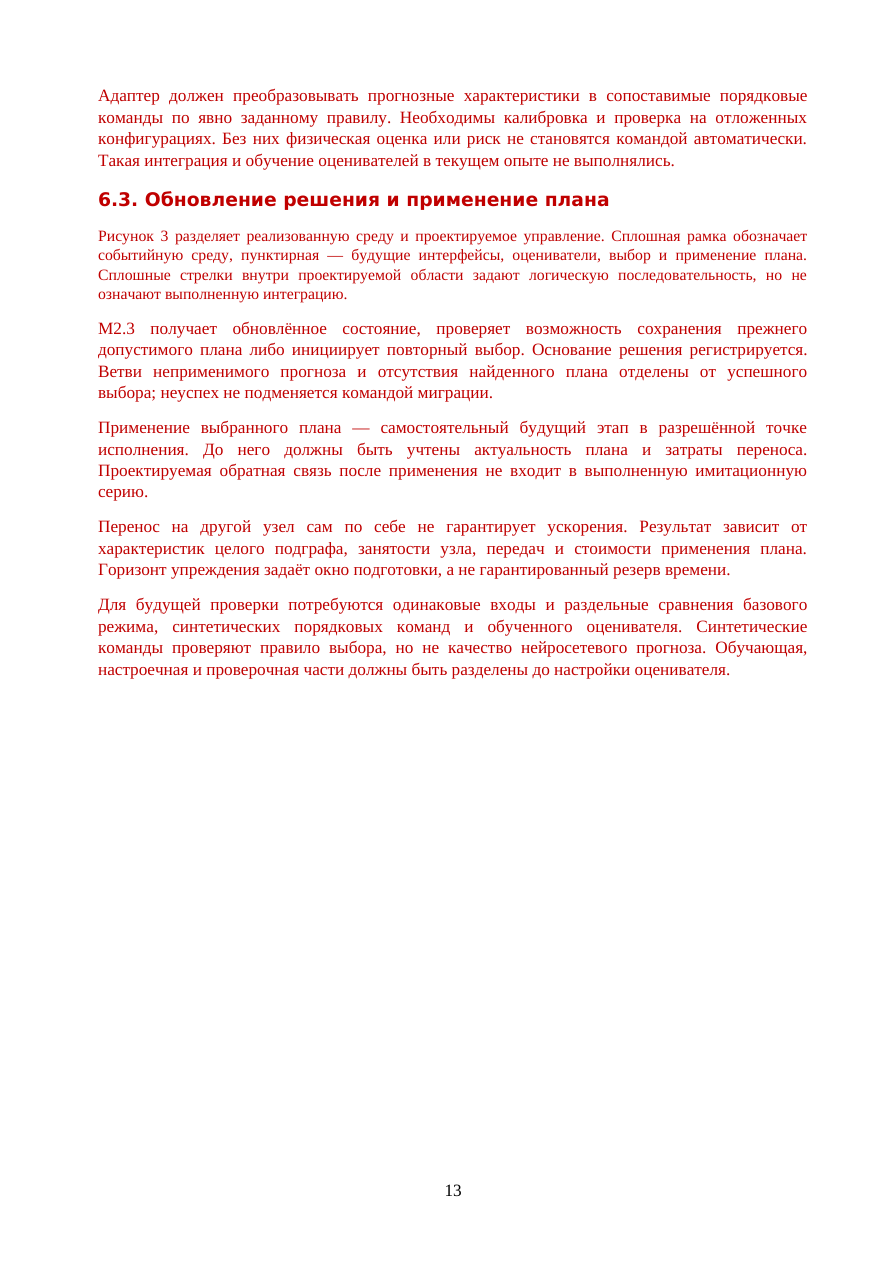 Адаптер должен преобразовывать прогнозные характеристики в сопоставимые порядковые
команды по явно заданному правилу. Необходимы калибровка и проверка на отложенных
конфигурациях. Без них физическая оценка или риск не становятся командой автоматически.
Такая интеграция и обучение оценивателей в текущем опыте не выполнялись.
6.3. Обновление решения и применение плана
Рисунок 3 разделяет реализованную среду и проектируемое управление. Сплошная рамка обозначает
событийную среду, пунктирная — будущие интерфейсы, оцениватели, выбор и применение плана.
Сплошные стрелки внутри проектируемой области задают логическую последовательность, но не
означают выполненную интеграцию.
М2.3 получает обновлённое состояние, проверяет возможность сохранения прежнего
допустимого плана либо инициирует повторный выбор. Основание решения регистрируется.
Ветви неприменимого прогноза и отсутствия найденного плана отделены от успешного
выбора; неуспех не подменяется командой миграции.
Применение выбранного плана — самостоятельный будущий этап в разрешённой точке
исполнения. До него должны быть учтены актуальность плана и затраты переноса.
Проектируемая обратная связь после применения не входит в выполненную имитационную
серию.
Перенос на другой узел сам по себе не гарантирует ускорения. Результат зависит от
характеристик целого подграфа, занятости узла, передач и стоимости применения плана.
Горизонт упреждения задаёт окно подготовки, а не гарантированный резерв времени.
Для будущей проверки потребуются одинаковые входы и раздельные сравнения базового
режима, синтетических порядковых команд и обученного оценивателя. Синтетические
команды проверяют правило выбора, но не качество нейросетевого прогноза. Обучающая,
настроечная и проверочная части должны быть разделены до настройки оценивателя.
13